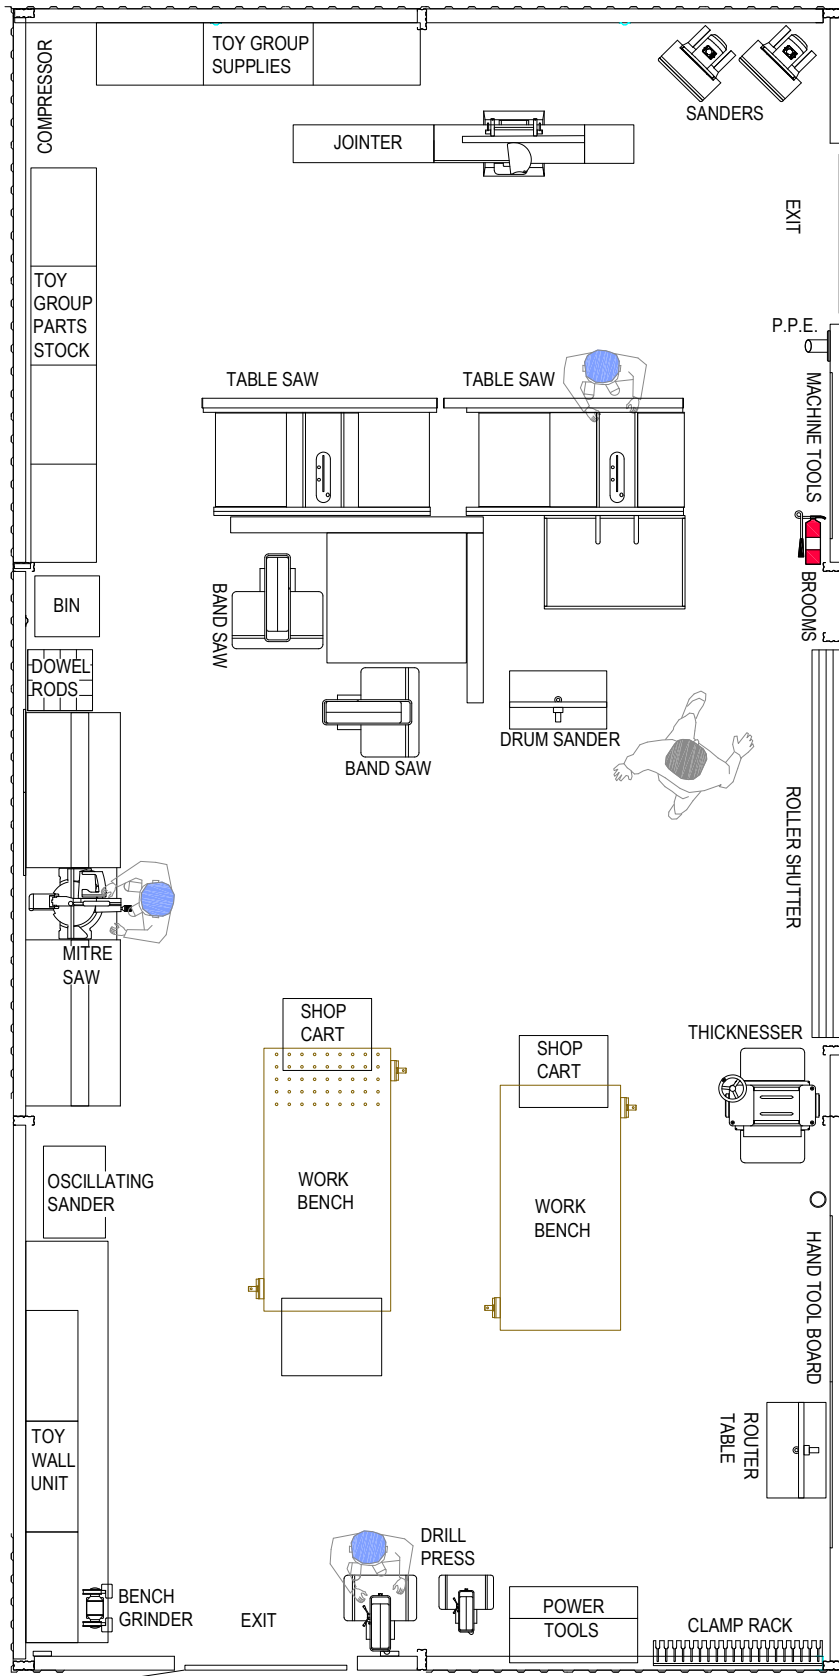 TOY GROUP
SUPPLIES
COMPRESSOR
SANDERS
JOINTER
EXIT
TOY
GROUP
PARTS
STOCK
P.P.E.
TABLE SAW
TABLE SAW
MACHINE TOOLS
BIN
BAND SAW
BROOMS
DOWEL
RODS
DRUM SANDER
BAND SAW
ROLLER SHUTTER
MITRE
SAW
SHOP
CART
THICKNESSER
SHOP
CART
OSCILLATING
SANDER
WORK
BENCH
WORK
BENCH
HAND TOOL BOARD
ROUTER
TABLE
TOY
WALL
UNIT
DRILL
PRESS
BENCH
GRINDER
EXIT
POWER
TOOLS
CLAMP RACK